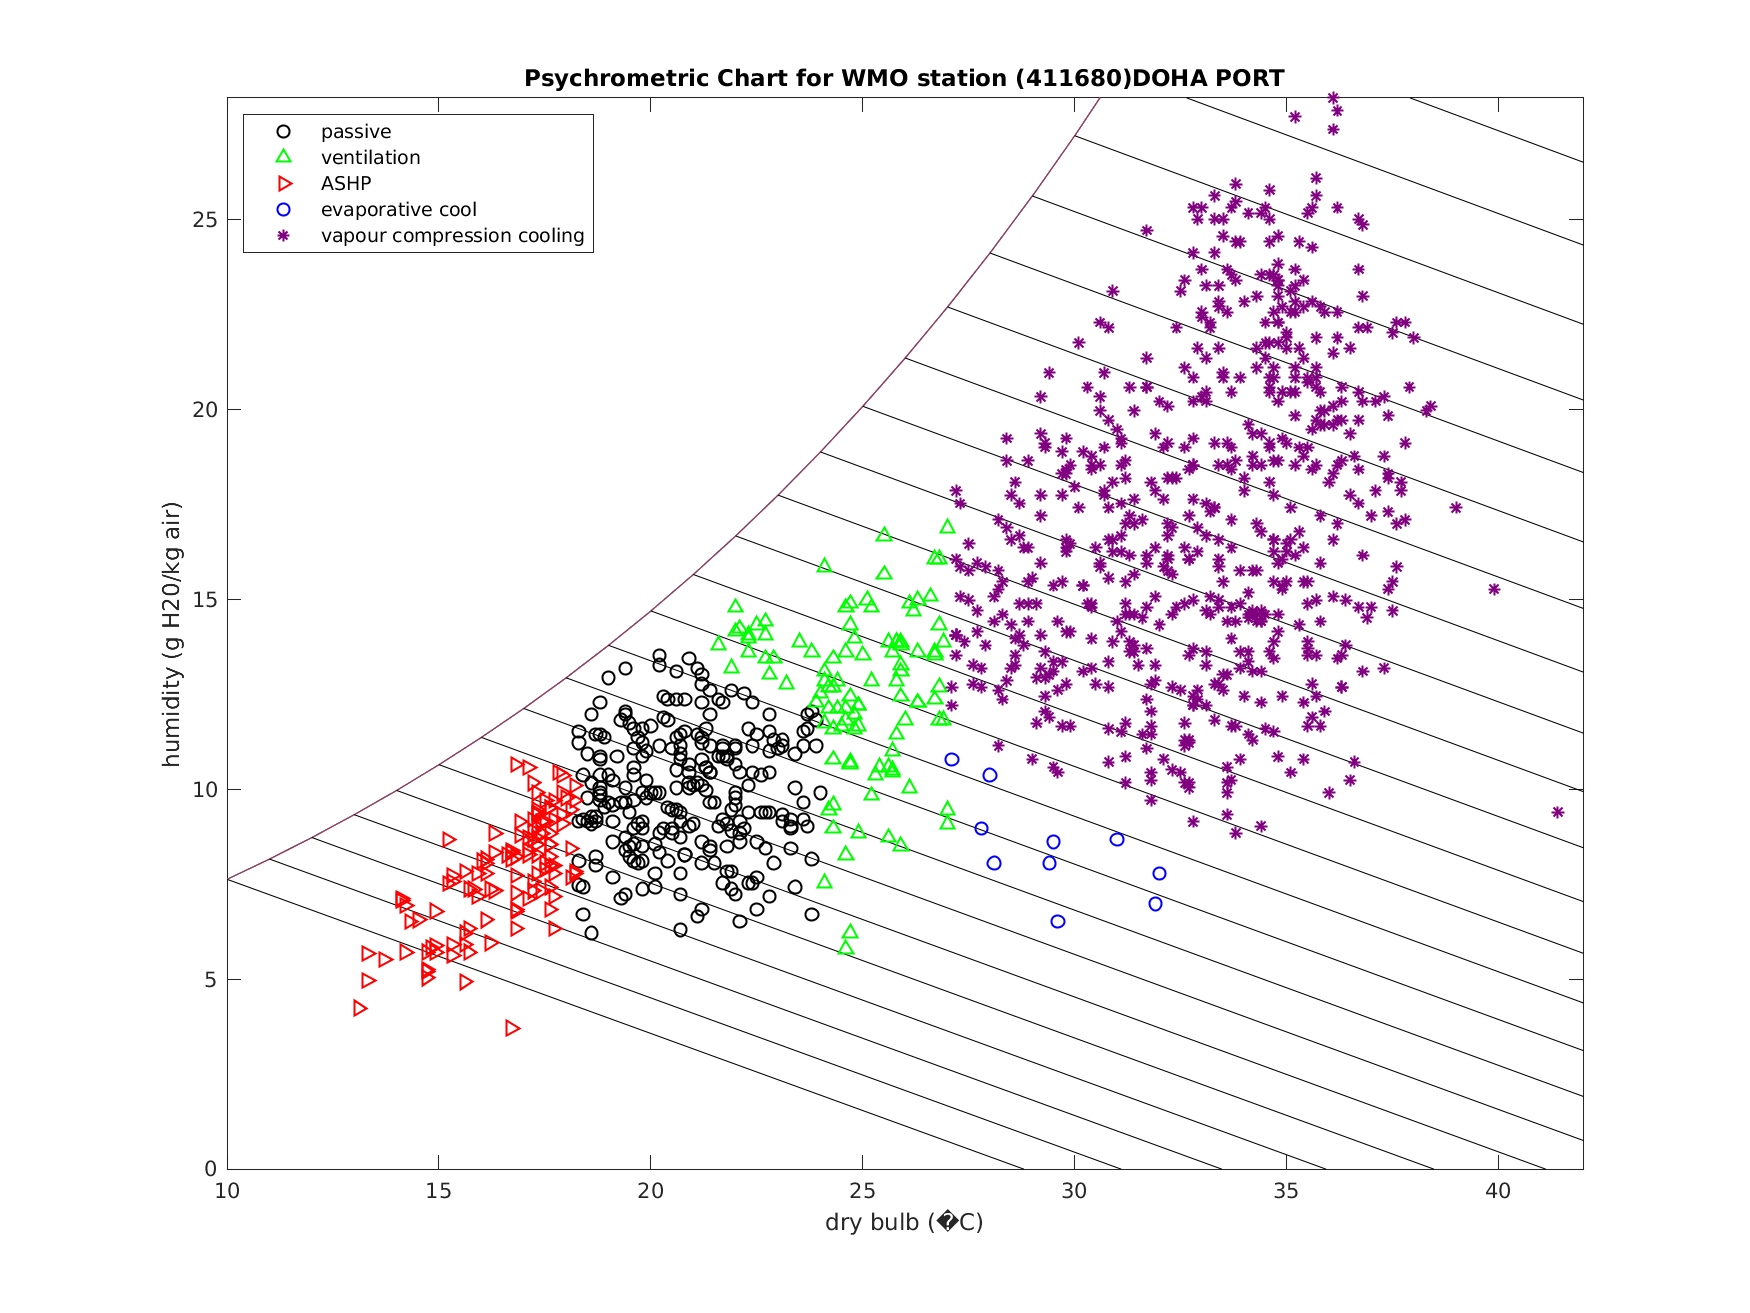 Psychrometric Chart for WMO station (411680)DOHA PORT
passive
ventilation
ASHP
evaporative cool
vapour compression cooling
25
20
15
10
5
0
humidity (g H20/kg air)
10 15 20 25 30 35 40
dry bulb (�C)